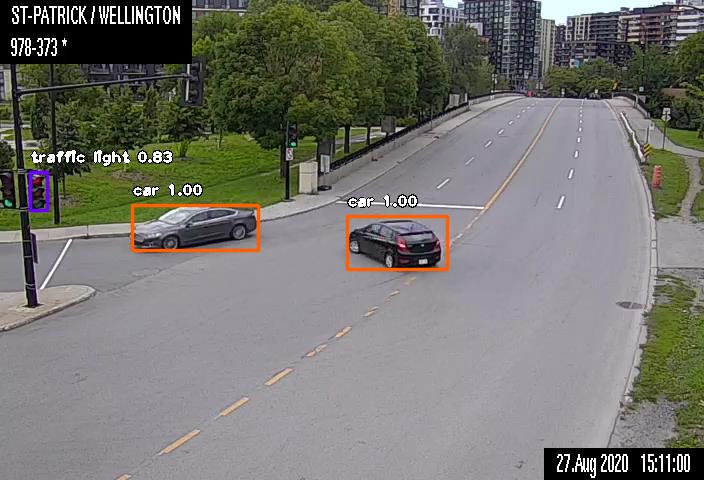 ST-PATRICK / WELLINGTON
978-373 *
traffic light 0.83
car 1.00
car 1.00
27.Aug 2020 15:11:00